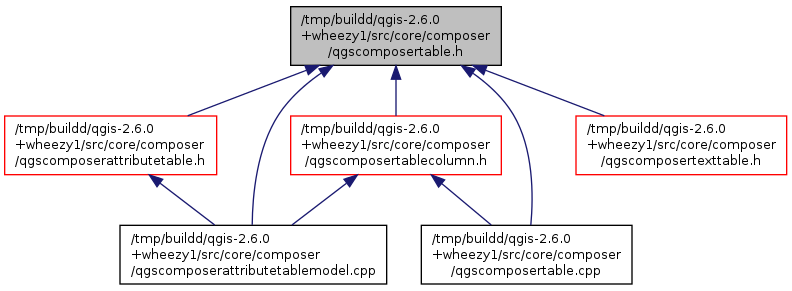 /tmp/buildd/qgis-2.6.0
+wheezy1/src/core/composer
/qgscomposertable.h
/tmp/buildd/qgis-2.6.0
+wheezy1/src/core/composer
/qgscomposerattributetable.h
/tmp/buildd/qgis-2.6.0
+wheezy1/src/core/composer
/qgscomposertablecolumn.h
/tmp/buildd/qgis-2.6.0
+wheezy1/src/core/composer
/qgscomposertexttable.h
/tmp/buildd/qgis-2.6.0
+wheezy1/src/core/composer
/qgscomposerattributetablemodel.cpp
/tmp/buildd/qgis-2.6.0
+wheezy1/src/core/composer
/qgscomposertable.cpp